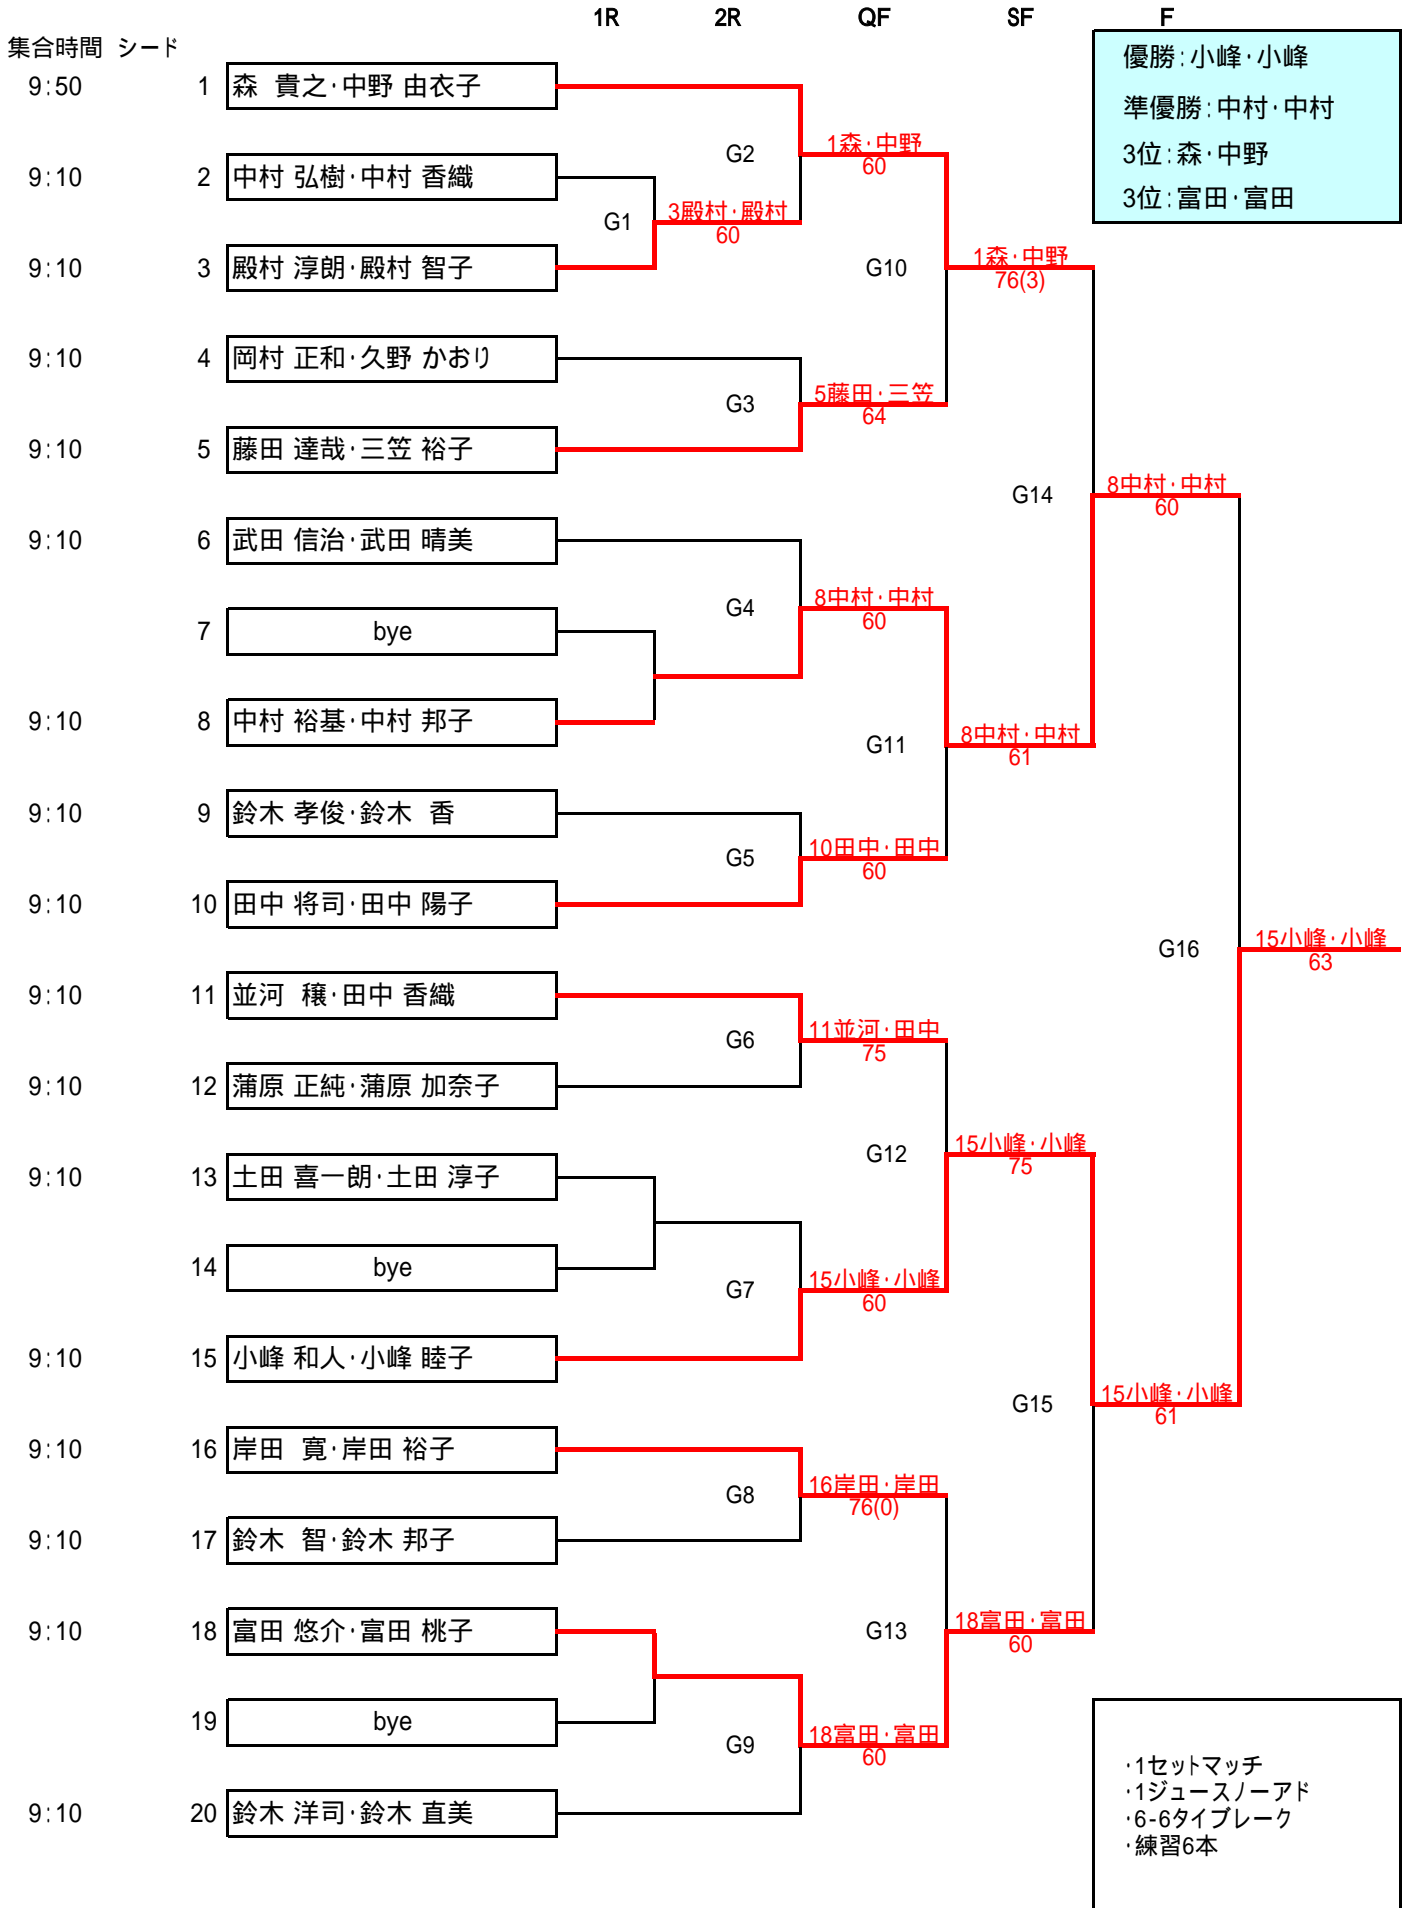 1R 2R QF SF F
集合時間 シード
優勝:小峰・小峰
準優勝:中村・中村
3位:森・中野
3位:富田・富田
9:50 1 森 貴之・中野 由衣子
G2
1森・中野
60
9:10 2 中村 弘樹・中村 香織
G1
3殿村・殿村
60
9:10 3 殿村 淳朗・殿村 智子
G10
1森・中野
76(3)
9:10 4 岡村 正和・久野 かおり
G3
5藤田・三笠
64
9:10 5 藤田 達哉・三笠 裕子
G14
8中村・中村
60
9:10 6 武田 信治・武田 晴美
G4
8中村・中村
60
7 bye
9:10 8 中村 裕基・中村 邦子
G11
8中村・中村
61
9:10 9 鈴木 孝俊・鈴木 香
G5
10田中・田中
60
9:10 10 田中 将司・田中 陽子
G16
15小峰・小峰
63
9:10 11 並河 穣・田中 香織
G6
11並河・田中
75
9:10 12 蒲原 正純・蒲原 加奈子
G12
15小峰・小峰
75
9:10 13 土田 喜一朗・土田 淳子
14 bye
G7
15小峰・小峰
60
9:10 15 小峰 和人・小峰 睦子
G15
15小峰・小峰
61
9:10 16 岸田 寛・岸田 裕子
G8
16岸田・岸田
76(0)
9:10 17 鈴木 智・鈴木 邦子
9:10 18 富田 悠介・富田 桃子
G13
18富田・富田
60
19 bye
G9
18富田・富田
60
9:10 20 鈴木 洋司・鈴木 直美
・1セットマッチ
・1ジュースノーアド
・6-6タイブレーク
・練習6本